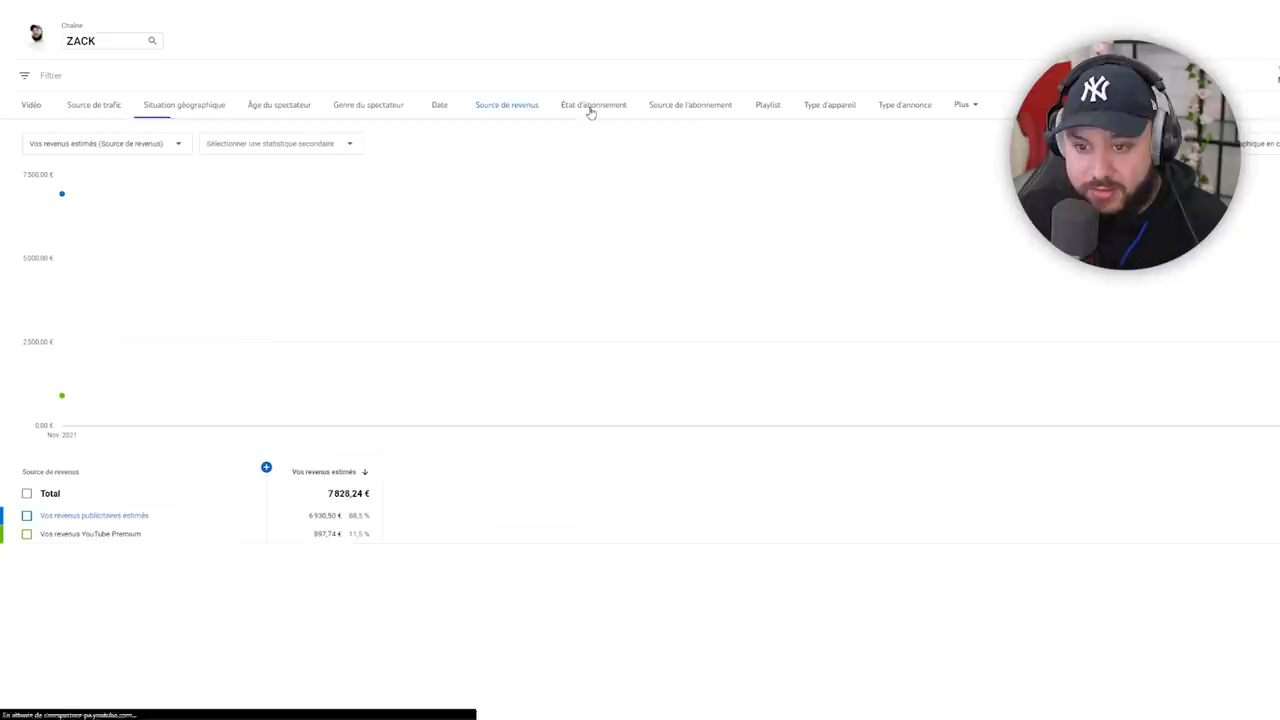 Chaîne
ZACK
Filtrer
Vidéo Source de trafic Situation géographique Âge du spectateur Genre du spectateur Date Source de revenus État d'abonnement Source de l'abonnement Playlist Type d'appareil Type d'annonce Plus
Vos revenus estimés (Source de revenu) Sélectionner une statistique secondaire
7 500,00 €
5 000,00 €
2 500,00 €
0,00 €
Nov. 2021
Source de revenus Vos revenus estimés
Total 7 828,24 €
Vos revenus publicitaires estimés 6 930,50 € 88,5 %
Vos revenus YouTube Premium 897,74 € 11,5 %
NY